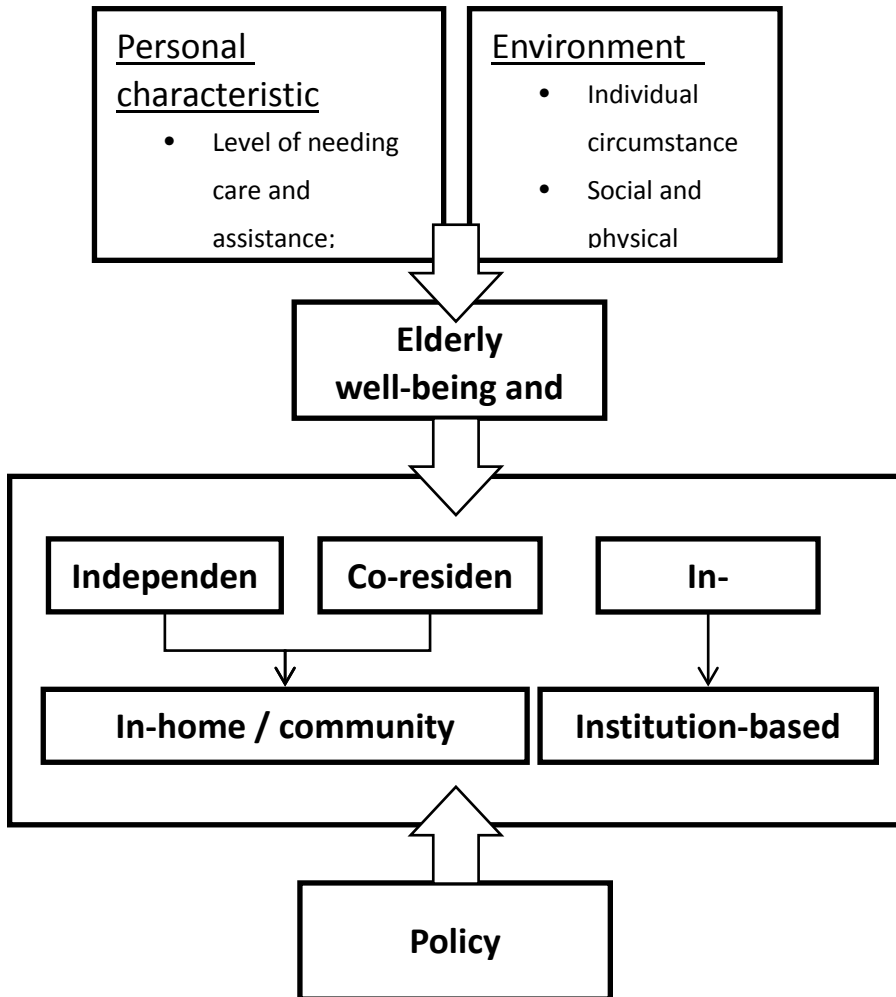 Personal
characteristic
• Level of needing
care and
assistance;
Environment
• Individual
circumstance
• Social and
physical
Elderly
well-being and
Independen
Co-residen
In-
In-home / community
Institution-based
Policy